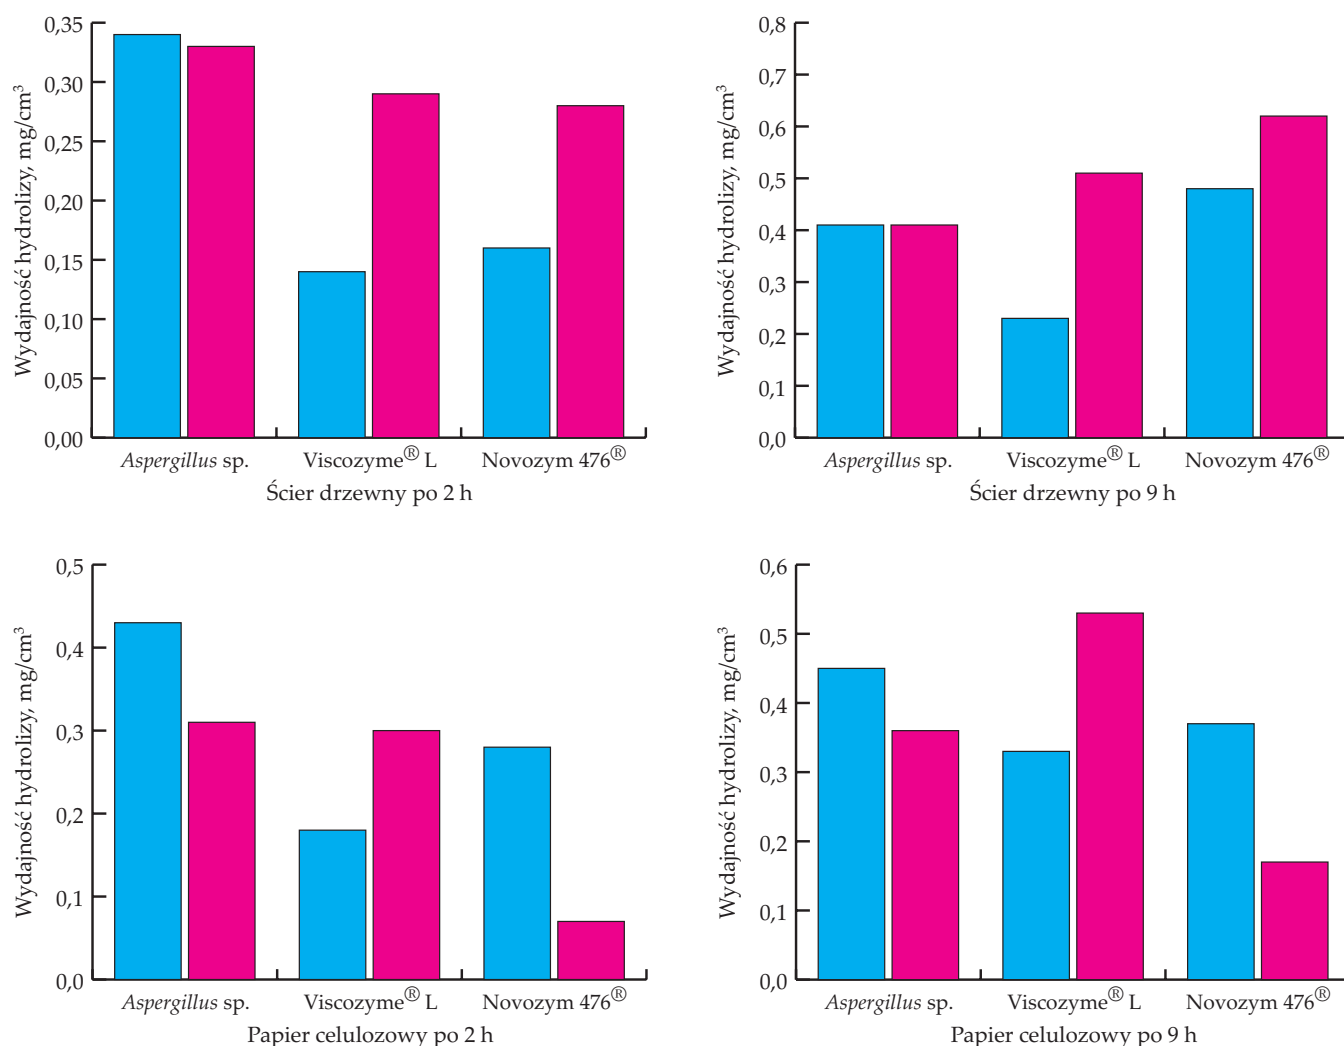 Wydajność hydrolizy, mg/cm³
0,35
0,30
0,25
0,20
0,15
0,10
0,05
0,00
Aspergillus sp. Viscozyme® L Novozym 476®
Ścier drzewny po 2 h
Wydajność hydrolizy, mg/cm³
0,8
0,7
0,6
0,5
0,4
0,3
0,2
0,1
0,0
Aspergillus sp. Viscozyme® L Novozym 476®
Ścier drzewny po 9 h
Wydajność hydrolizy, mg/cm³
0,5
0,4
0,3
0,2
0,1
0,0
Aspergillus sp. Viscozyme® L Novozym 476®
Papier celulozowy po 2 h
Wydajność hydrolizy, mg/cm³
0,6
0,5
0,4
0,3
0,2
0,1
0,0
Aspergillus sp. Viscozyme® L Novozym 476®
Papier celulozowy po 9 h